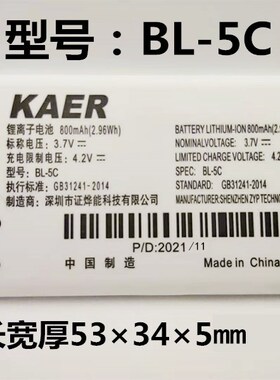 型号：BL-5C
KAER
锂离子电池 800mAh(2.96Wh)
标称电压：3.7V
充电限制电压：4.2V
型号：BL-5C
执行标准：GB31241-2014
制造商：深圳市证烨能科技有限公司
BATTERY LITHIUM-ION 800mAh(2.96W
NOMINALVOLTAGE: 3.7V
LIMITED CHARGE VOLTAGE: 4.2
SPEC: BL-5C
STANDARD: GB31241-2014
MANUFACTURER:SHENZHEN ZYP TECHNO
P/D:2021/11
中国制造
Made in China
长宽厚53×34×5mm